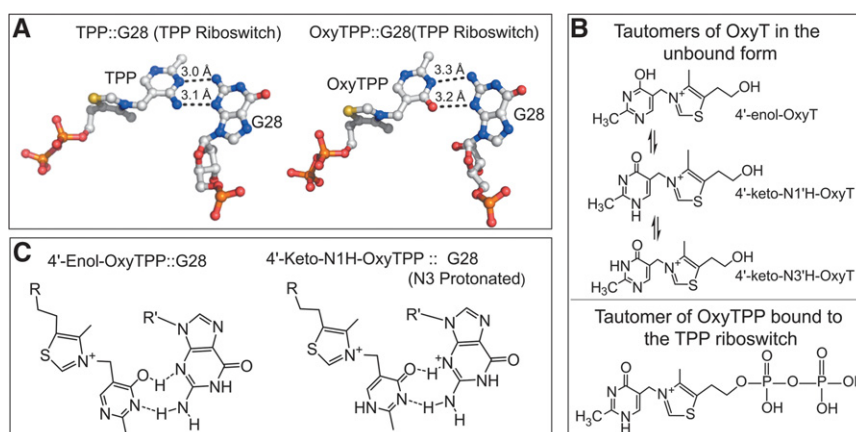 A
TPP::G28 (TPP Riboswitch)
OxyTPP::G28(TPP Riboswitch)
TPP
3.0 Å
3.1 Å
G28
OxyTPP
3.3 Å
3.2 Å
G28
B
Tautomers of OxyT in the
unbound form
OH
N
H₃C
N
N
+
S
OH
4'-enol-OxyT
O
N
H₃C
N
H
N
+
S
OH
4'-keto-N1'H-OxyT
O
HN
H₃C
N
N
+
S
OH
4'-keto-N3'H-OxyT
Tautomer of OxyTPP bound to
the TPP riboswitch
O
N
H₃C
N
H
N
+
S
O
O
P
OH
O
O
P
OH
C
4'-Enol-OxyTPP::G28
R
S
N
+
O
H
N
N
R'
N
N
O
N
NH
N
H
H
4'-Keto-N1H-OxyTPP :: G28
(N3 Protonated)
R
S
N
+
O
H
N
HN
R'
N
N
O
+
N
NH
N
H
H